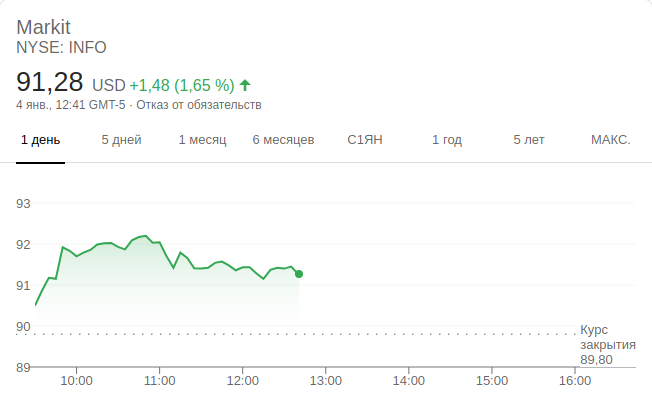 Markit
NYSE: INFO
91,28 USD +1,48 (1,65 %)
4 янв., 12:41 GMT-5 · Отказ от обязательств
1 день 5 дней 1 месяц 6 месяцев С1ЯН 1 год 5 лет МАКС.
93
92
91
90
Курс
закрытия
89,80
89
10:00 11:00 12:00 13:00 14:00 15:00 16:00